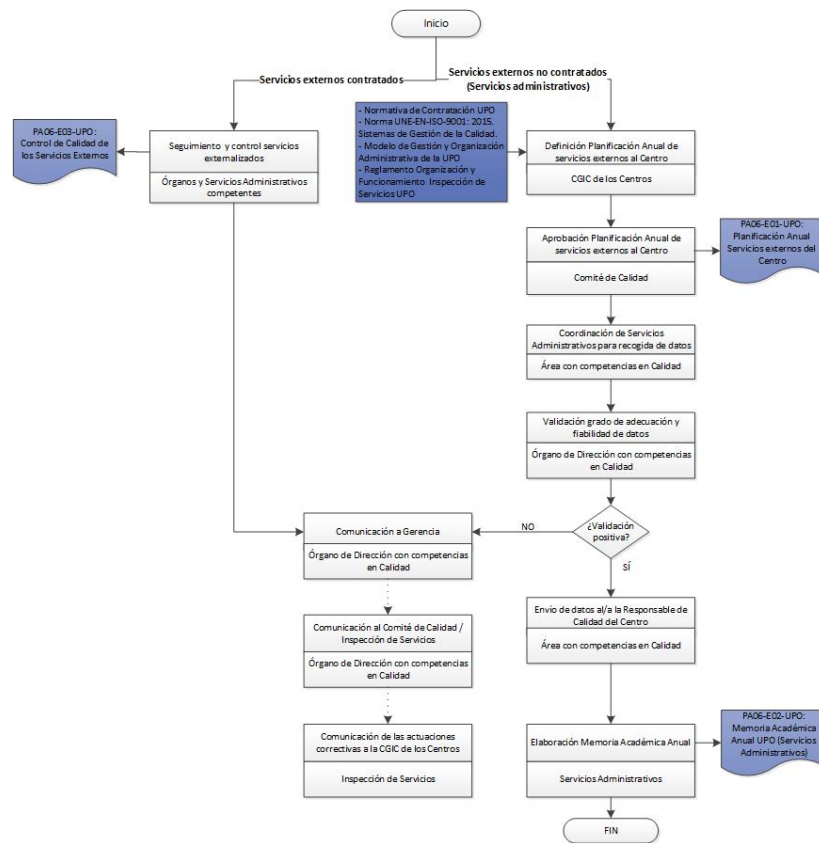 Inicio
Servicios externos contratados
Servicios externos no contratados
(Servicios administrativos)
PA06-E03-UPO:
Control de Calidad de
los Servicios Externos
Seguimiento y control servicios
externalizados
Órganos y Servicios Administrativos
competentes
- Normativa de Contratación UPO
- Norma UNE-EN-ISO-9001: 2015.
Sistemas de Gestión de la Calidad.
- Modelo de Gestión y Organización
Administrativa de la UPO
- Reglamento Organización y
Funcionamiento Inspección de
Servicios UPO
Definición Planificación Anual de
servicios externos al Centro
CGIC de los Centros
Aprobación Planificación Anual de
servicios externos al Centro
Comité de Calidad
PA06-E01-UPO:
Planificación Anual
Servicios externos del
Centro
Coordinación de Servicios
Administrativos para recogida de datos
Área con competencias en Calidad
Validación grado de adecuación y
fiabilidad de datos
Órgano de Dirección con competencias
en Calidad
¿Validación
positiva?
NO
SÍ
Comunicación a Gerencia
Órgano de Dirección con competencias
en Calidad
Comunicación al Comité de Calidad /
Inspección de Servicios
Órgano de Dirección con competencias
en Calidad
Comunicación de las actuaciones
correctivas a la CGIC de los Centros
Inspección de Servicios
Envío de datos al/a la Responsable de
Calidad del Centro
Área con competencias en Calidad
Elaboración Memoria Académica Anual
Servicios Administrativos
PA06-E02-UPO:
Memoria Académica
Anual UPO (Servicios
Administrativos)
FIN